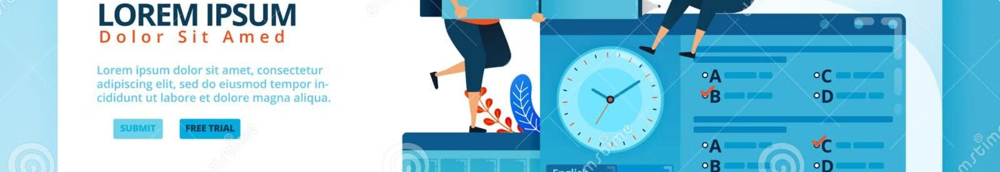 LOREM IPSUM
Dolor Sit Amed
Lorem ipsum dolor sit amet, consectetur
adipiscing elit, sed do eiusmod tempor in-
cididunt ut labore et dolore magna aliqua.
SUBMIT
FREE TRIAL
A
C
B
D
A
C
B
D
English